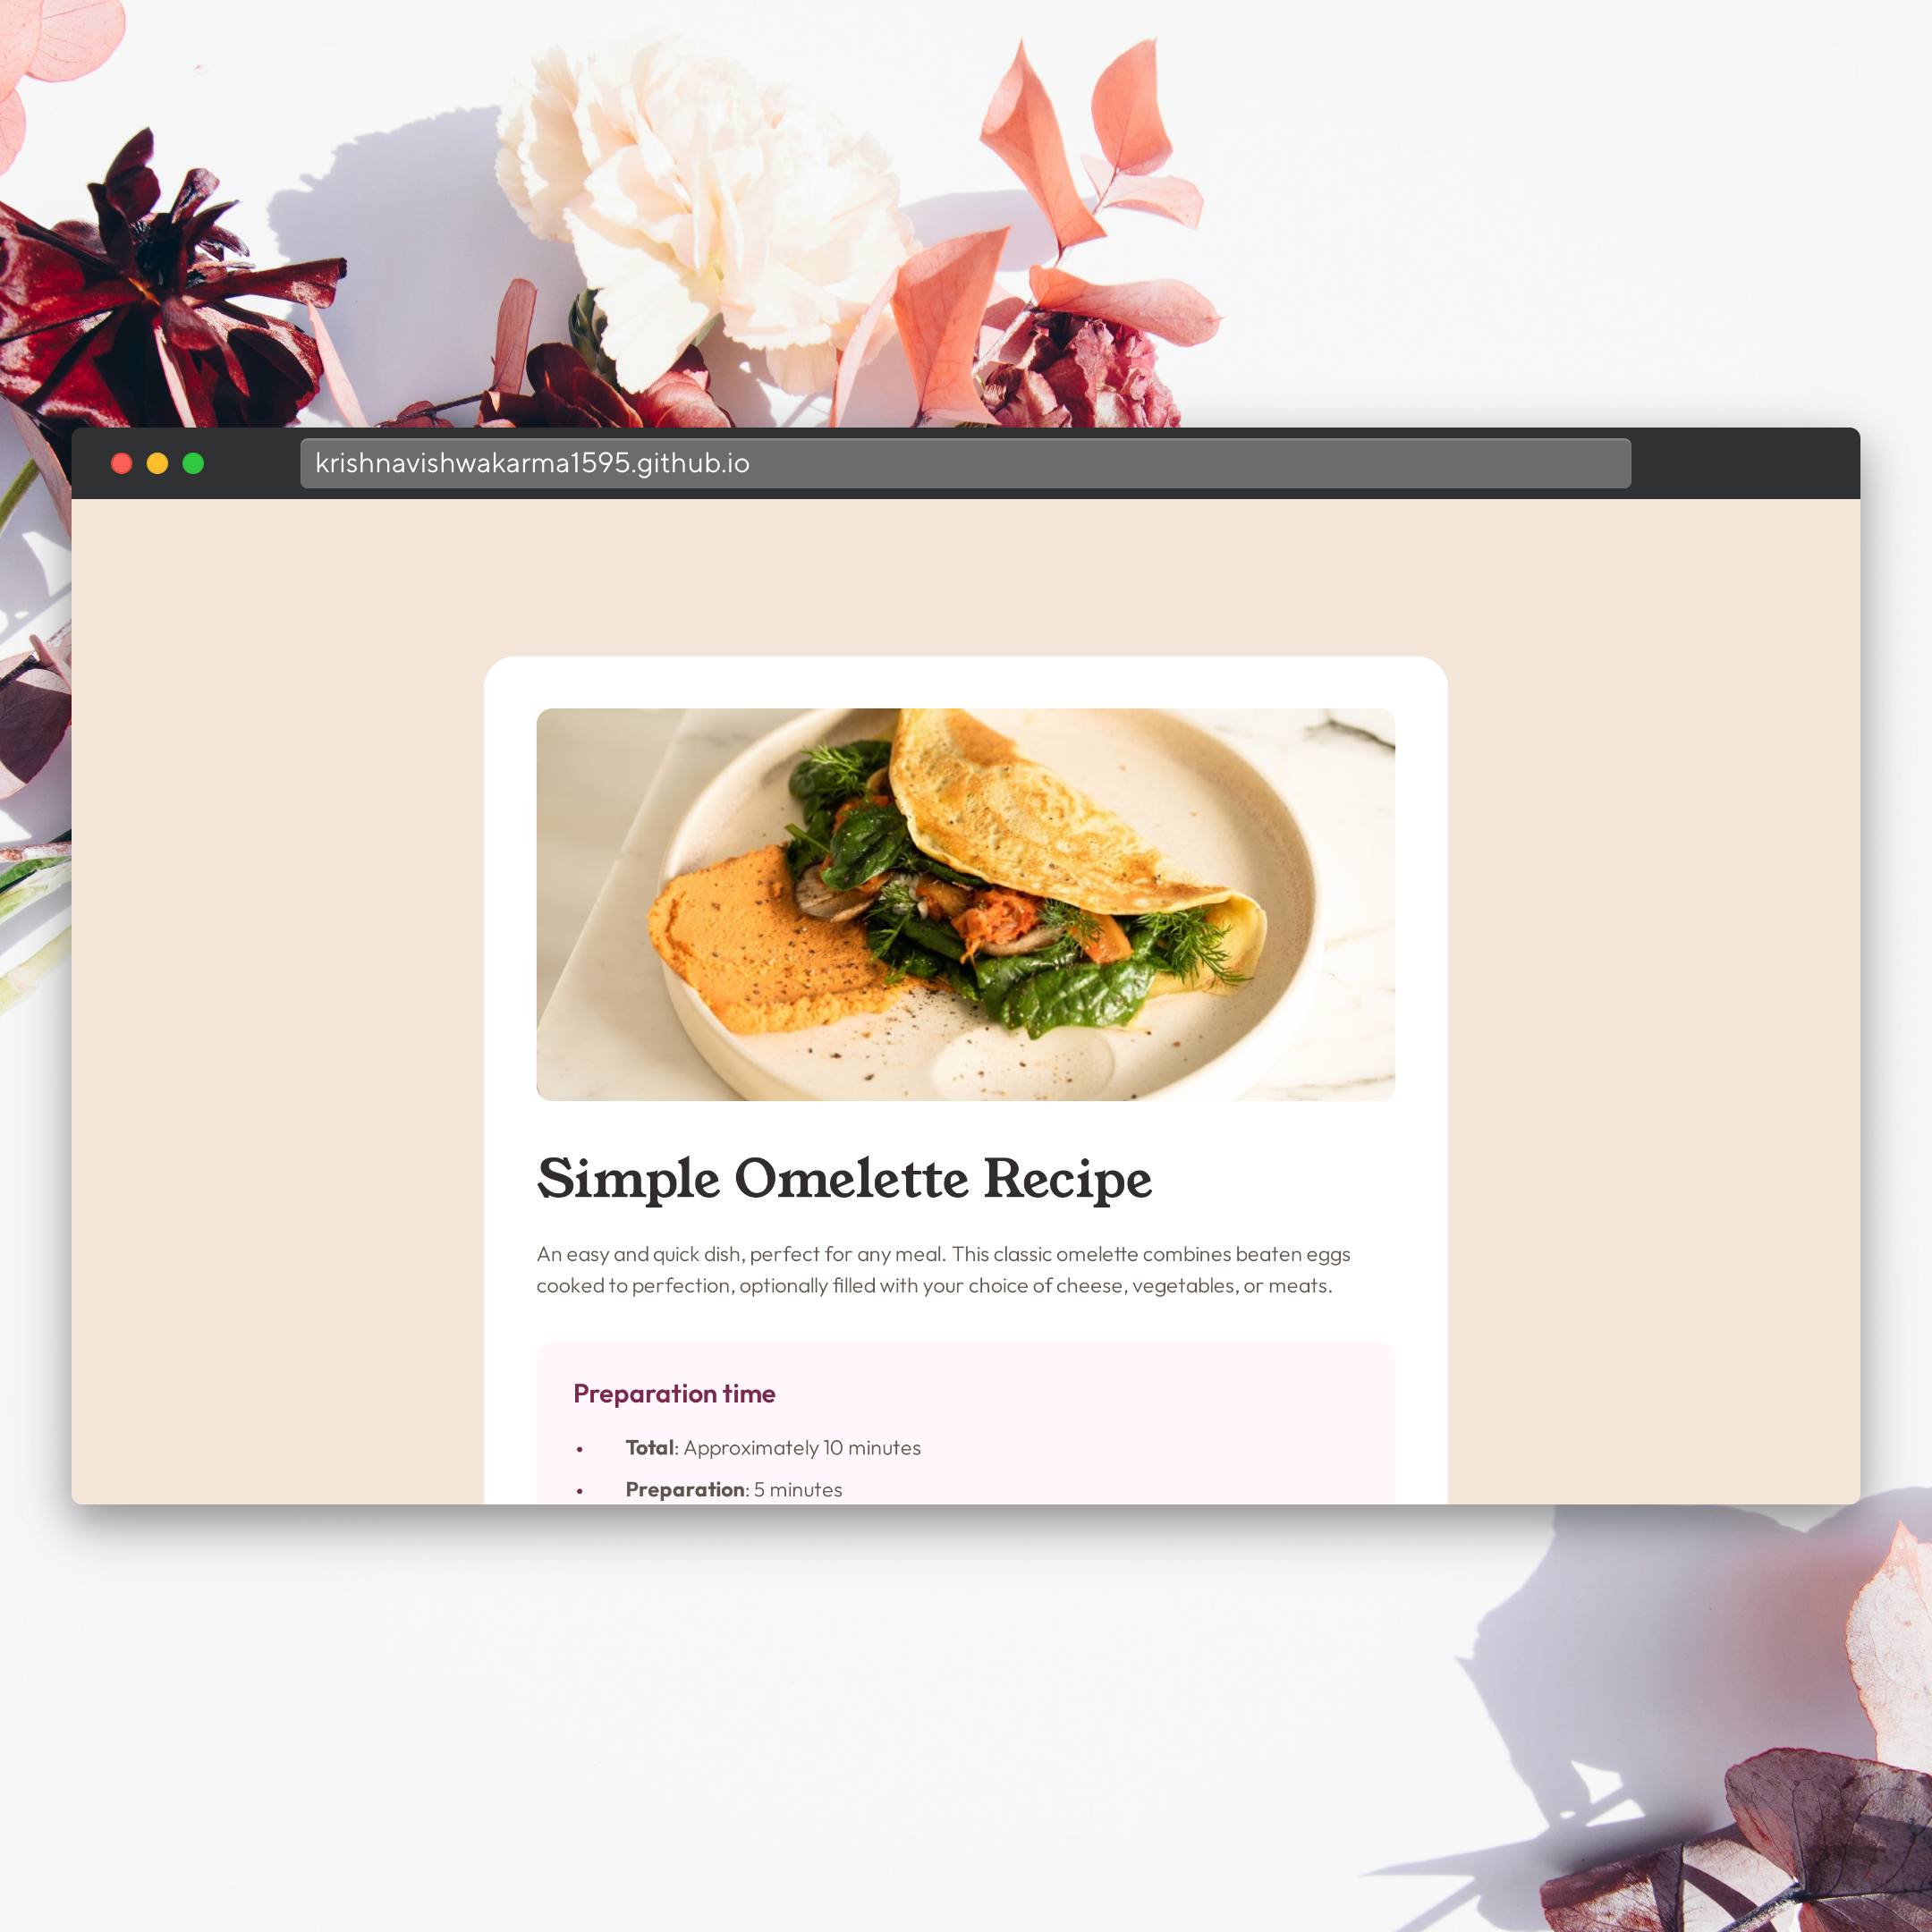 krishnavishwakarma1595.github.io
Simple Omelette Recipe
An easy and quick dish, perfect for any meal. This classic omelette combines beaten eggs
cooked to perfection, optionally filled with your choice of cheese, vegetables, or meats.
Preparation time
• Total: Approximately 10 minutes
• Preparation: 5 minutes